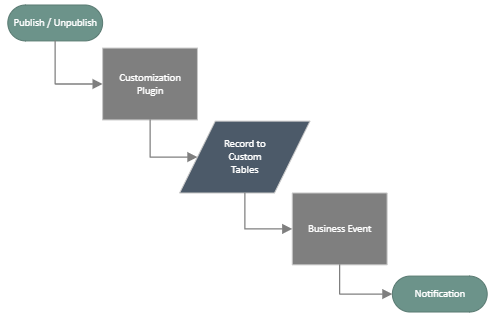 Publish / Unpublish
Customization
Plugin
Record to
Custom
Tables
Business Event
Notification